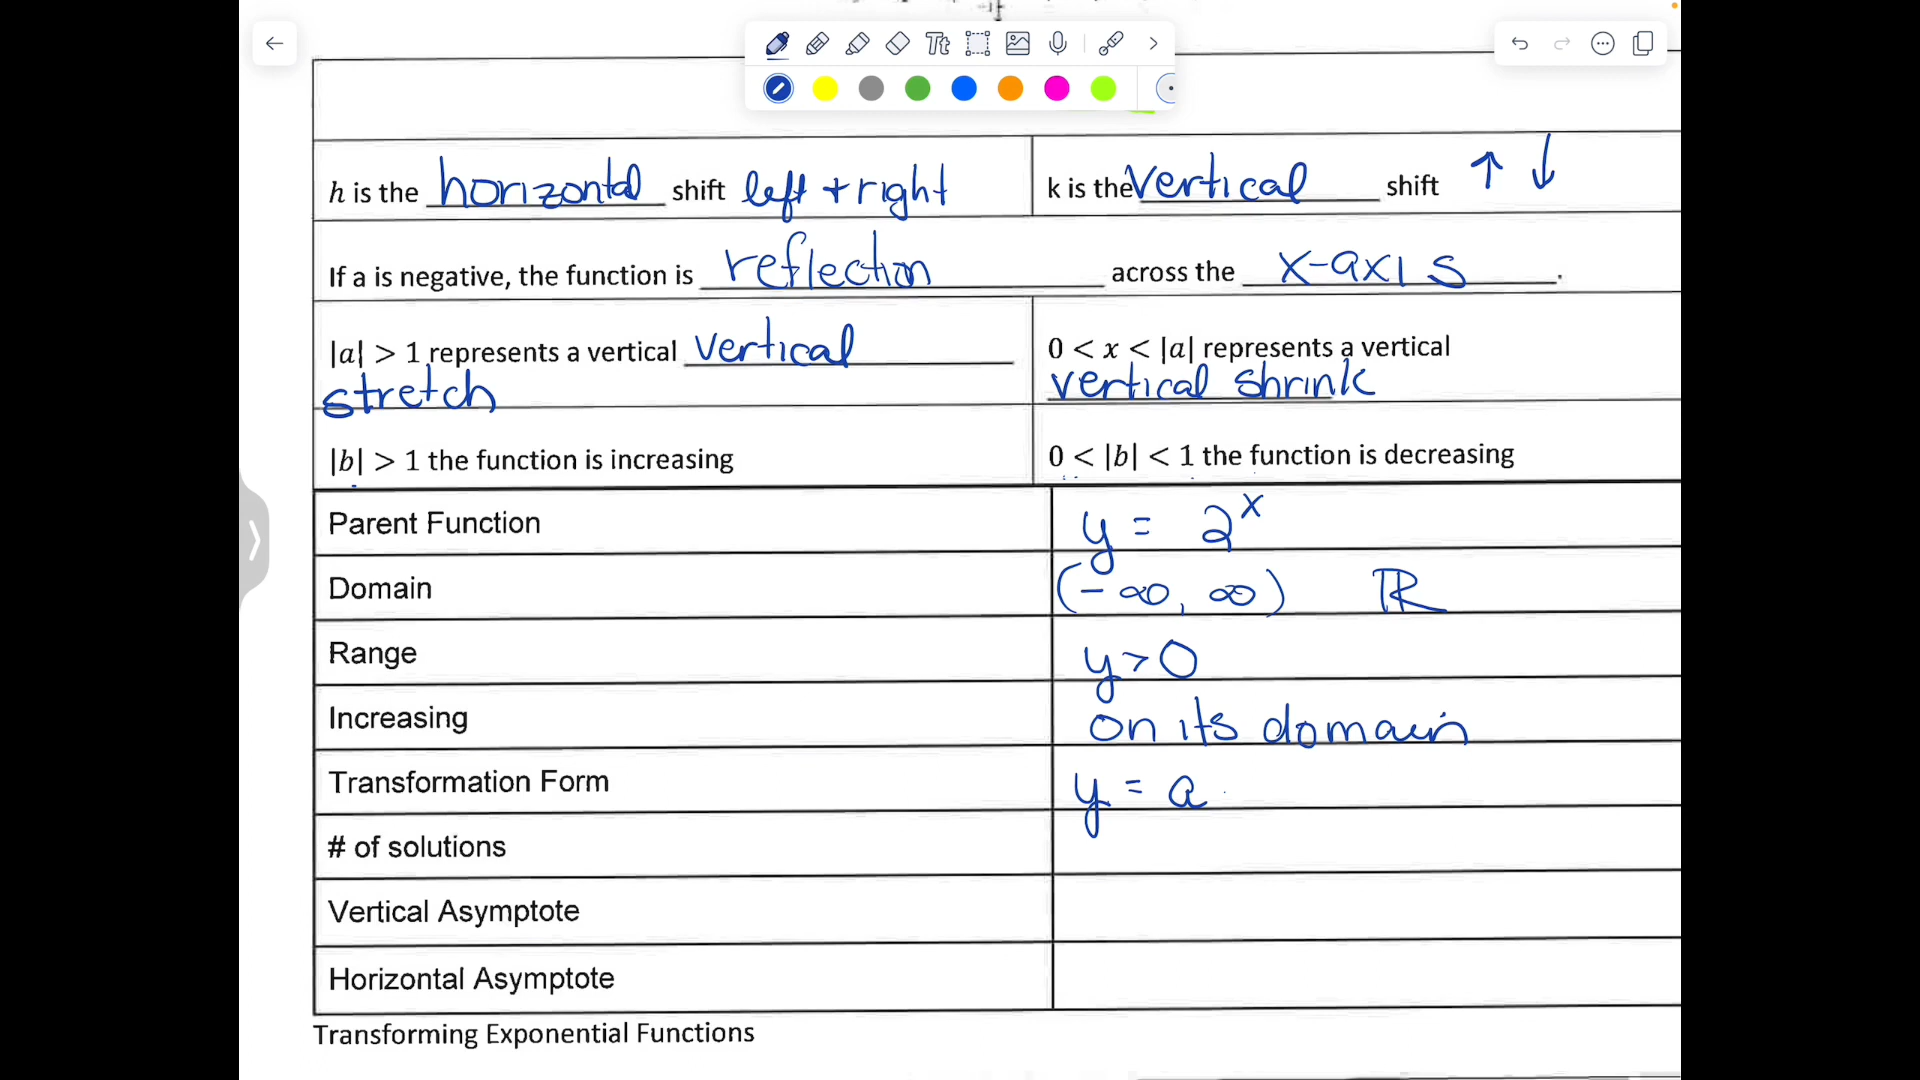 Tt
h is the horizontal shift left + right
k is the vertical shift ↑ ↓
If a is negative, the function is reflection across the x-axis.
|a| > 1 represents a vertical vertical
stretch
0 < x < |a| represents a vertical
vertical shrink
|b| > 1 the function is increasing
0 < |b| < 1 the function is decreasing
Parent Function y = 2^x
Domain (-∞, ∞) ℝ
Range y>0
Increasing on its domain
Transformation Form y = a
# of solutions
Vertical Asymptote
Horizontal Asymptote
Transforming Exponential Functions